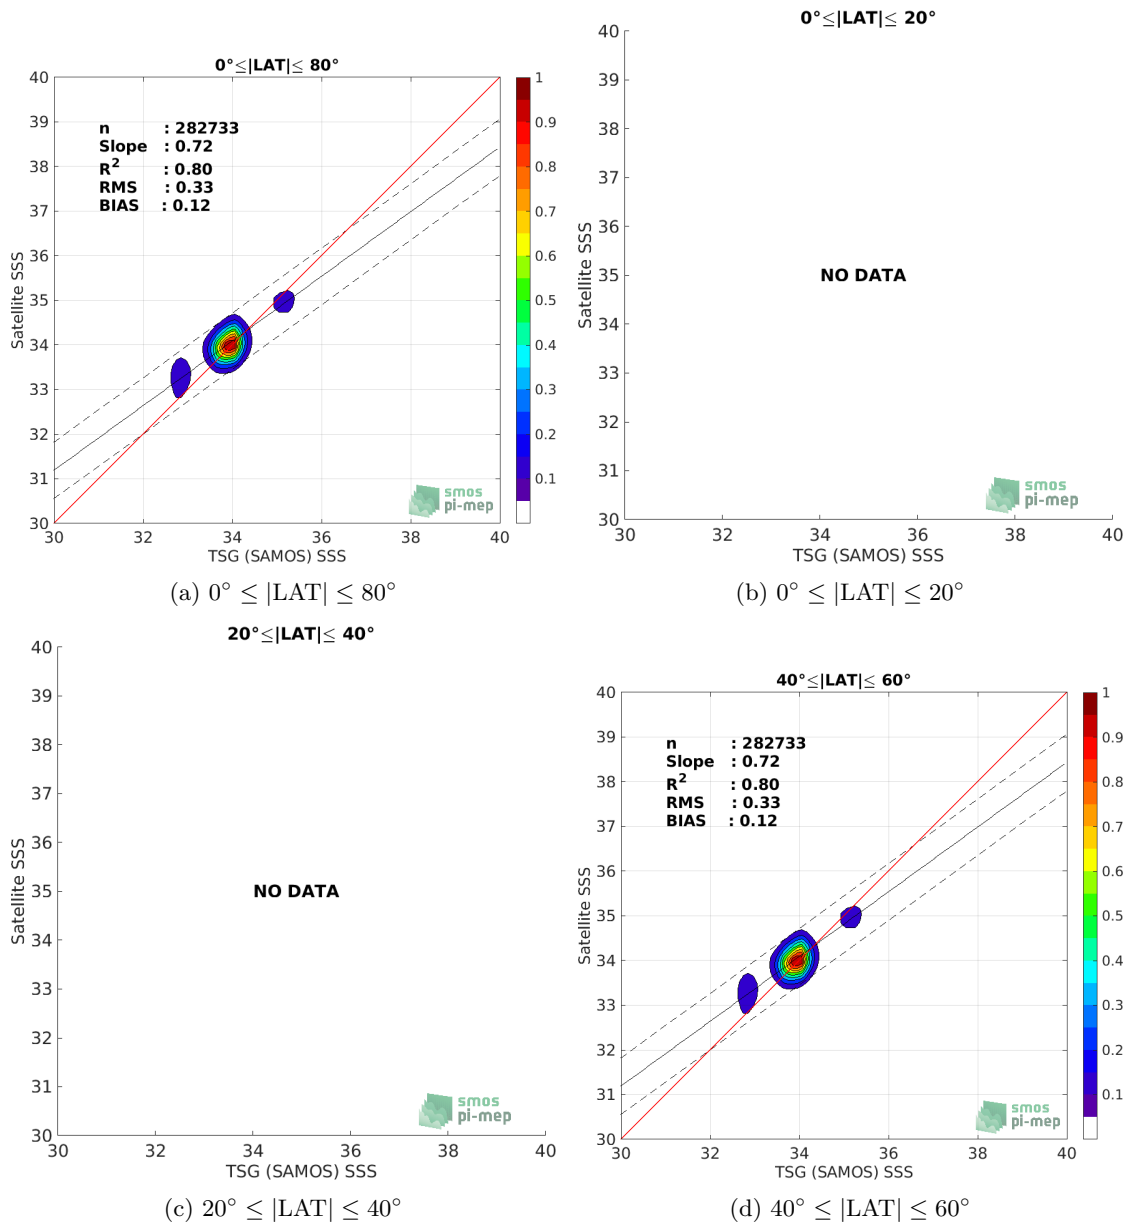 0°≤|LAT|≤ 80°
n : 282733
Slope : 0.72
R2 : 0.80
RMS : 0.33
BIAS : 0.12
40
39
38
37
36
35
34
33
32
31
30
Satellite SSS
30 32 34 36 38 40
TSG (SAMOS) SSS
1
0.9
0.8
0.7
0.6
0.5
0.4
0.3
0.2
0.1
smos
pi-mep
(a) 0° ≤ |LAT| ≤ 80°
0°≤|LAT|≤ 20°
40
39
38
37
36
35
34
33
32
31
30
Satellite SSS
NO DATA
smos
pi-mep
30 32 34 36 38 40
TSG (SAMOS) SSS
(b) 0° ≤ |LAT| ≤ 20°
20°≤|LAT|≤ 40°
40
39
38
37
36
35
34
33
32
31
30
Satellite SSS
NO DATA
smos
pi-mep
30 32 34 36 38 40
TSG (SAMOS) SSS
(c) 20° ≤ |LAT| ≤ 40°
40°≤|LAT|≤ 60°
n : 282733
Slope : 0.72
R2 : 0.80
RMS : 0.33
BIAS : 0.12
40
39
38
37
36
35
34
33
32
31
30
Satellite SSS
30 32 34 36 38 40
TSG (SAMOS) SSS
1
0.9
0.8
0.7
0.6
0.5
0.4
0.3
0.2
0.1
smos
pi-mep
(d) 40° ≤ |LAT| ≤ 60°